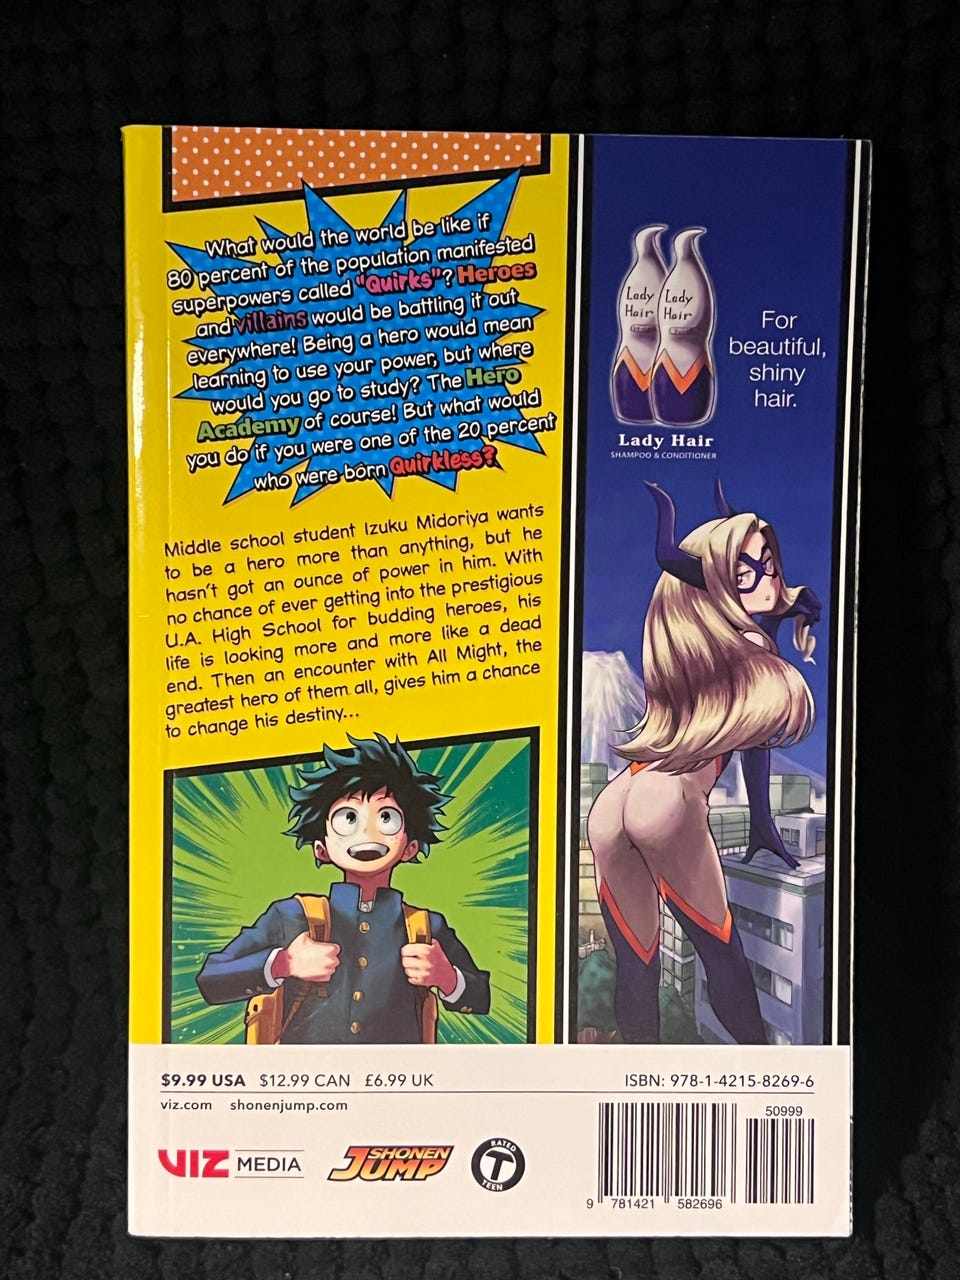 What would the world be like if
80 percent of the population manifested
superpowers called "Quirks"? Heroes
and villains would be battling it out
everywhere! Being a hero would mean
learning to use your power, but where
would you go to study? The Hero
Academy of course! But what would
you do if you were one of the 20 percent
who were born Quirkless?
Middle school student Izuku Midoriya wants
to be a hero more than anything, but he
hasn't got an ounce of power in him. With
no chance of ever getting into the prestigious
U.A. High School for budding heroes, his
life is looking more and more like a dead
end. Then an encounter with All Might, the
greatest hero of them all, gives him a chance
to change his destiny...
Lady
Hair
Lady
Hair
For
beautiful,
shiny
hair.
Lady Hair
SHAMPOO & CONDITIONER
$9.99 USA $12.99 CAN £6.99 UK
viz.com shonenjump.com
VIZ MEDIA
SHONEN
JUMP
RATED
T
TEEN
ISBN: 978-1-4215-8269-6
50999
9 781421 582696